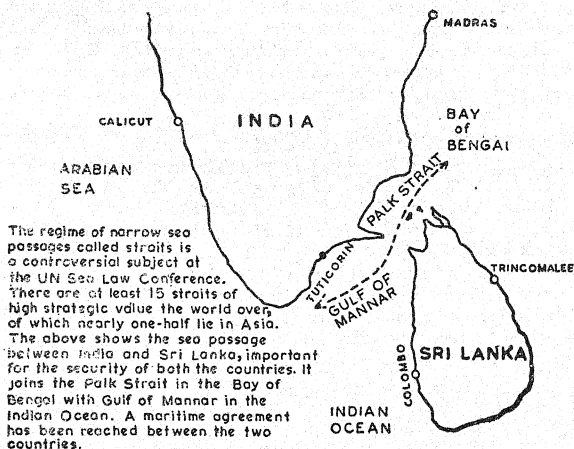 MADRAS
INDIA
CALICUT
BAY
of
BENGAL
ARABIAN
SEA
PALK STRAIT
TUTICORIN
GULF OF
MANNAR
TRINCOMALEE
SRI LANKA
COLOMBO
INDIAN
OCEAN
The regime of narrow sea
passages called straits is
a controversial subject at
the UN Sea Law Conference.
There are at least 15 straits of
high strategic value the world over,
of which nearly one-half lie in Asia.
The above shows the sea passage
between India and Sri Lanka, important
for the security of both the countries. It
joins the Palk Strait in the Bay of
Bengal with Gulf of Mannar in the
Indian Ocean. A maritime agreement
has been reached between the two
countries.